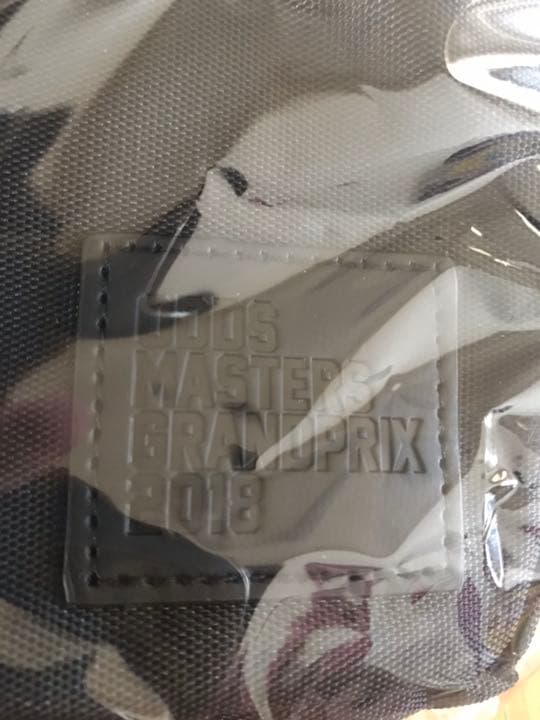 ODDS
MASTERS
GRANDPRIX
2018